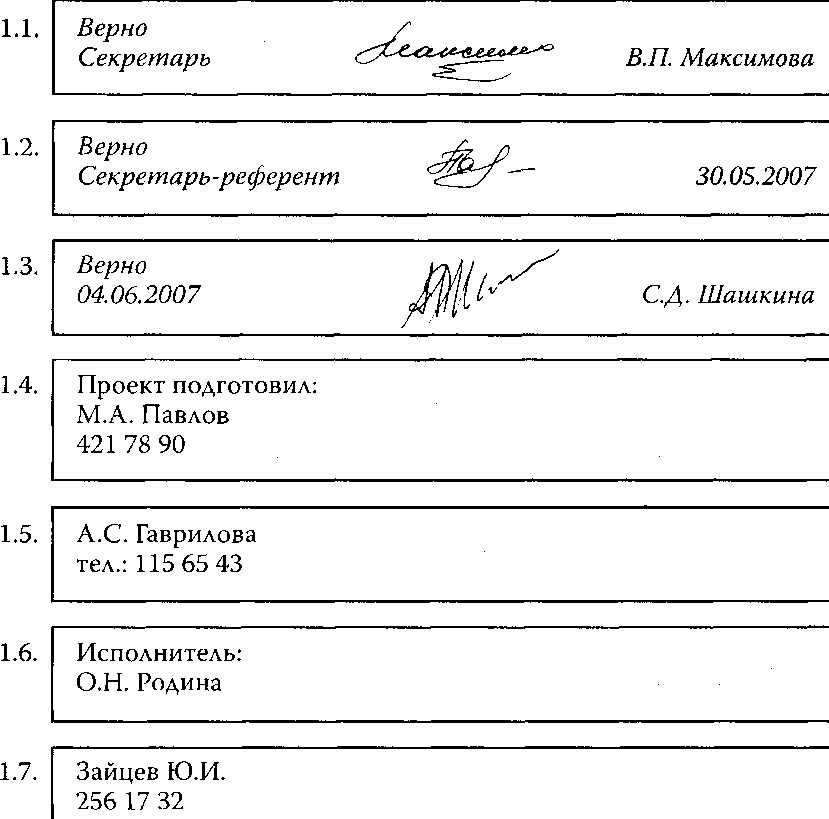 1.1. Верно
Секретарь В.П. Максимова
1.2. Верно
Секретарь-референт 30.05.2007
1.3. Верно
04.06.2007 С.Д. Шашкина
1.4. Проект подготовил:
М.А. Павлов
421 78 90
1.5. А.С. Гаврилова
тел.: 115 65 43
1.6. Исполнитель:
О.Н. Родина
1.7. Зайцев Ю.И.
256 17 32